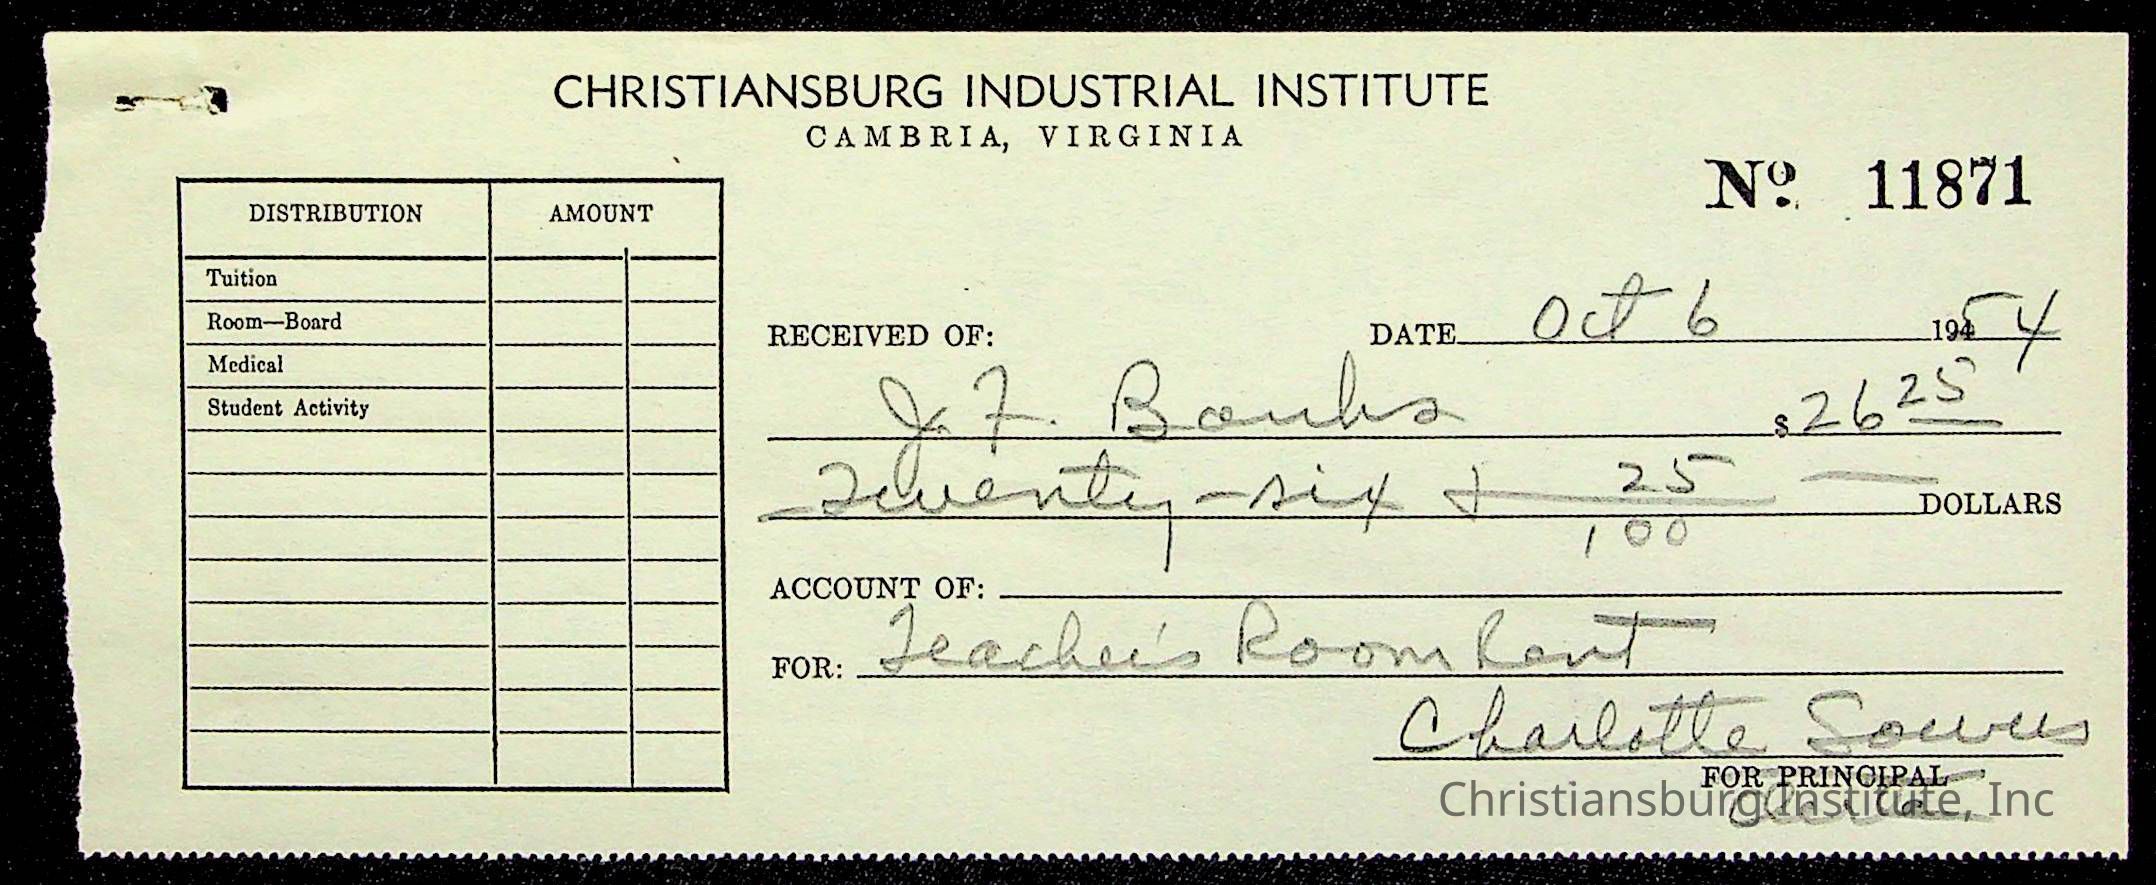 CHRISTIANSBURG INDUSTRIAL INSTITUTE
CAMBRIA, VIRGINIA
Nº. 11871
DISTRIBUTION AMOUNT
Tuition
Room—Board
Medical
Student Activity
RECEIVED OF: DATE Oct 6 1954
J. F. Banks $26 25
Twenty-six + 25/100 DOLLARS
ACCOUNT OF:
FOR: Teacher's Room Rent
Charlotte Sowers
FOR PRINCIPAL
Christiansburg Institute, Inc